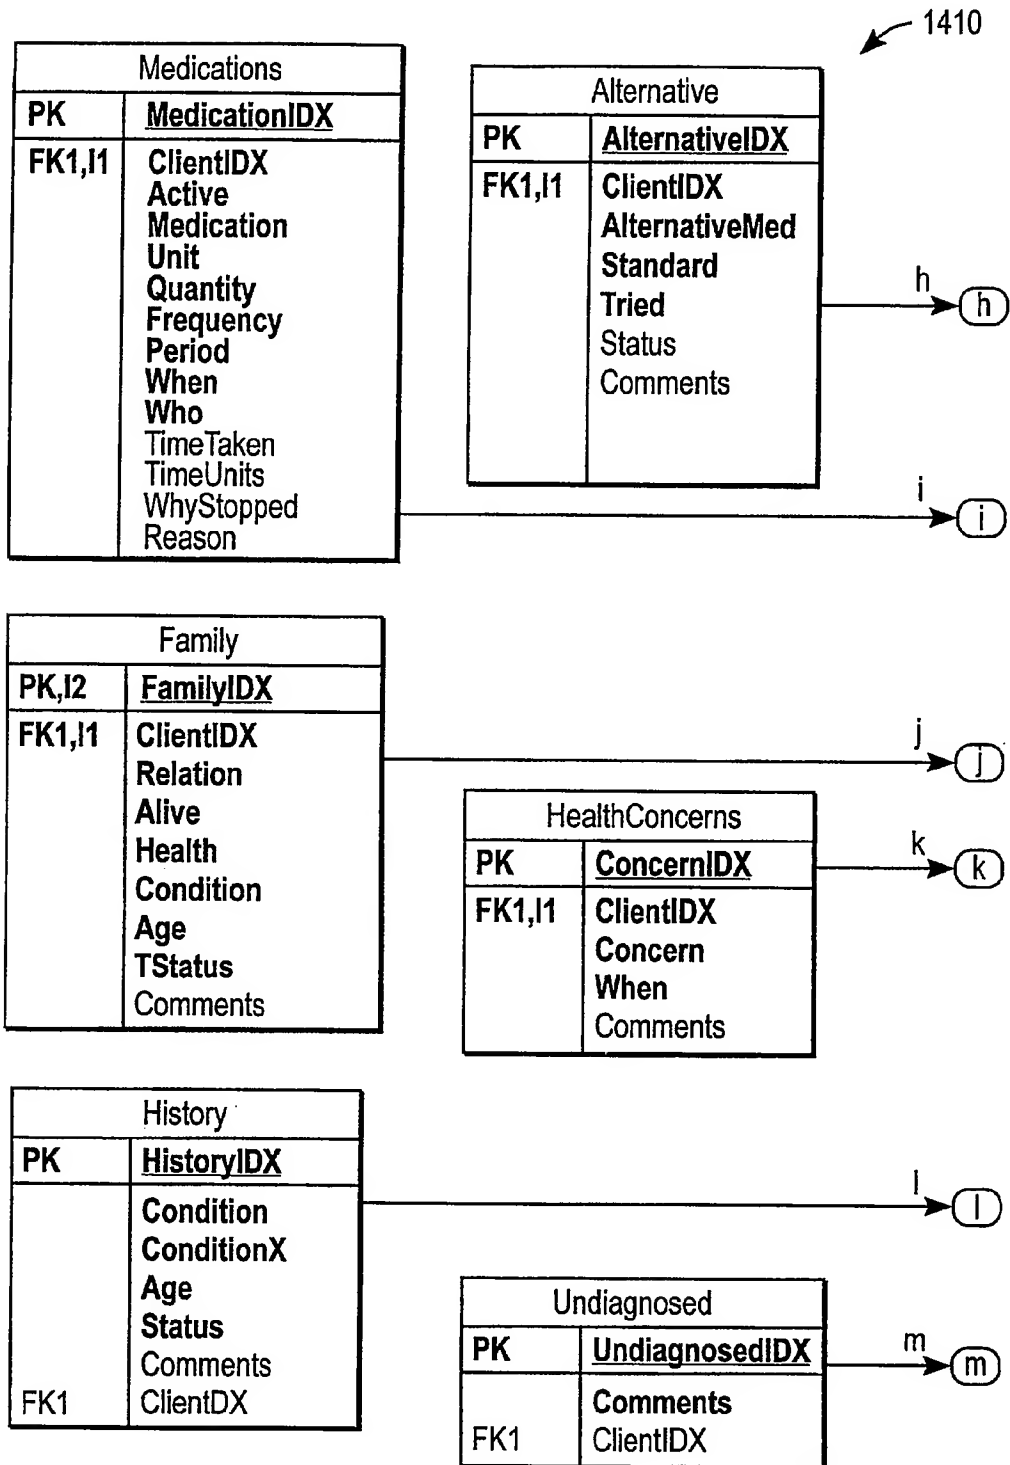 1410
Medications
PK MedicationIDX
FK1,I1 ClientIDX
Active
Medication
Unit
Quantity
Frequency
Period
When
Who
TimeTaken
TimeUnits
WhyStopped
Reason
Alternative
PK AlternativeIDX
FK1,I1 ClientIDX
AlternativeMed
Standard
Tried
Status
Comments
h
h
i
i
Family
PK,I2 FamilyIDX
FK1,I1 ClientIDX
Relation
Alive
Health
Condition
Age
TStatus
Comments
j
j
HealthConcerns
PK ConcernIDX
FK1,I1 ClientIDX
Concern
When
Comments
k
k
History
PK HistoryIDX
Condition
ConditionX
Age
Status
Comments
FK1 ClientDX
l
l
Undiagnosed
PK UndiagnosedIDX
Comments
FK1 ClientIDX
m
m